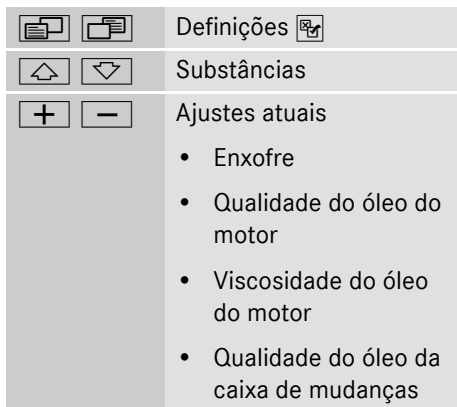 Definições
Substâncias
+ − Ajustes atuais
• Enxofre
• Qualidade do óleo do
motor
• Viscosidade do óleo
do motor
• Qualidade do óleo da
caixa de mudanças